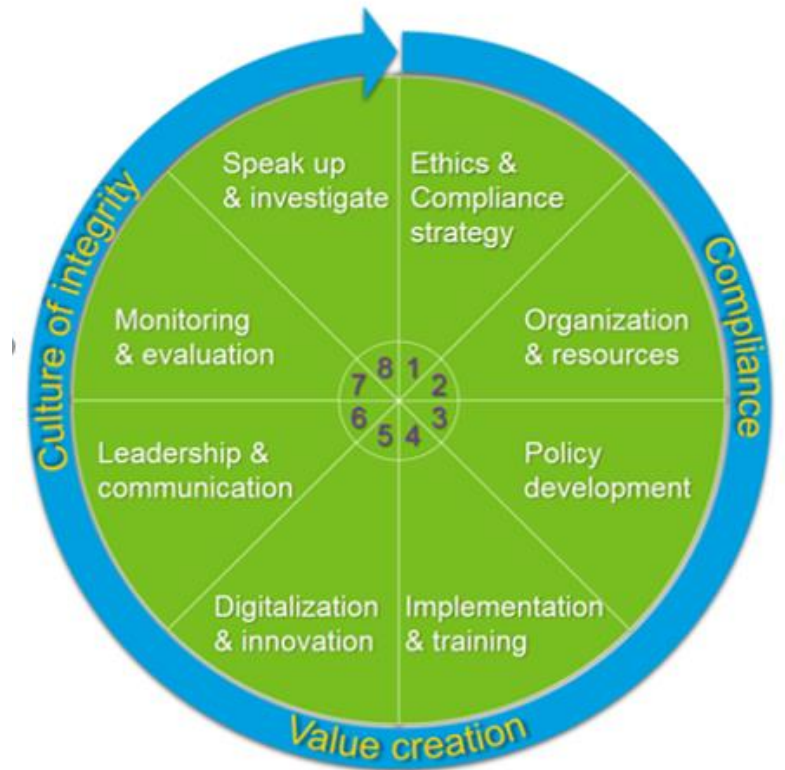 Speak up
& investigate
Ethics &
Compliance
strategy
Monitoring
& evaluation
Organization
& resources
8 1
7 2
6 3
5 4
Leadership &
communication
Policy
development
Digitalization
& innovation
Implementation
& training
Culture of integrity
Compliance
Value creation